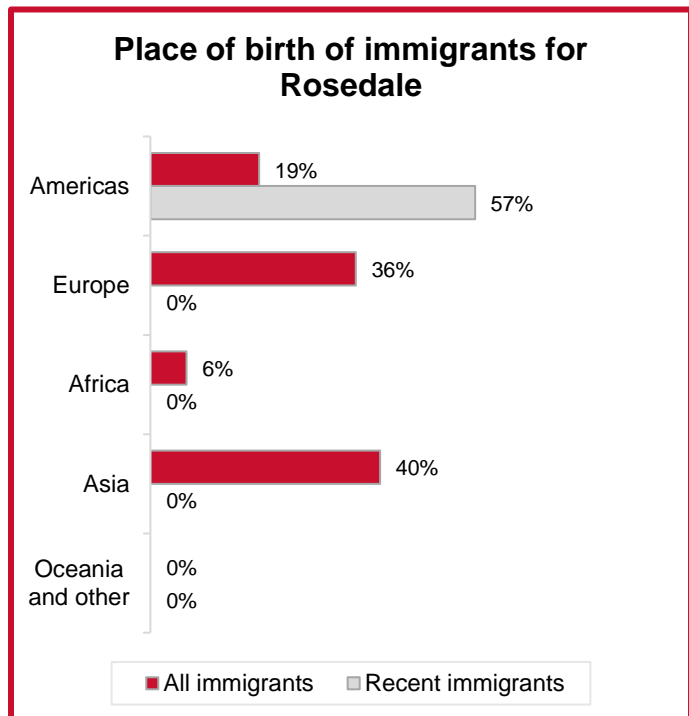 Place of birth of immigrants for
Rosedale
Americas
19%
57%
Europe
36%
0%
Africa
6%
0%
Asia
40%
0%
Oceania
and other
0%
0%
All immigrants Recent immigrants